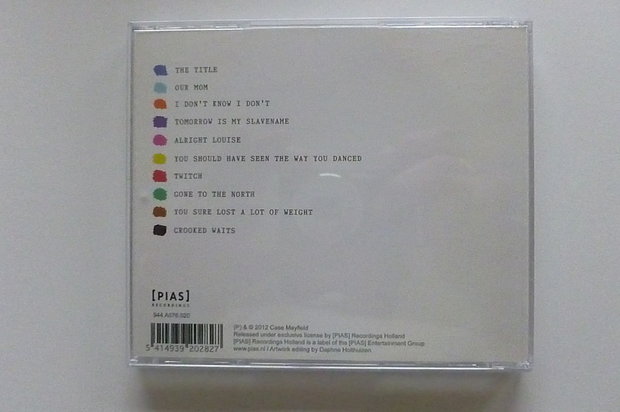 THE TITLE
OUR MOM
I DON'T KNOW I DON'T
TOMORROW IS MY SLAVENAME
ALRIGHT LOUISE
YOU SHOULD HAVE SEEN THE WAY YOU DANCED
TWITCH
GONE TO THE NORTH
YOU SURE LOST A LOT OF WEIGHT
CROOKED WAITS
[PIAS]
RECORDINGS
(P) & © 2012 Case Mayfield
Released under exclusive license by [PIAS] Recordings Holland
[PIAS] Recordings Holland is a label of the [PIAS] Entertainment Group
www.pias.nl / Artwork editing by Daphne Holthuizen
5 414939 202827